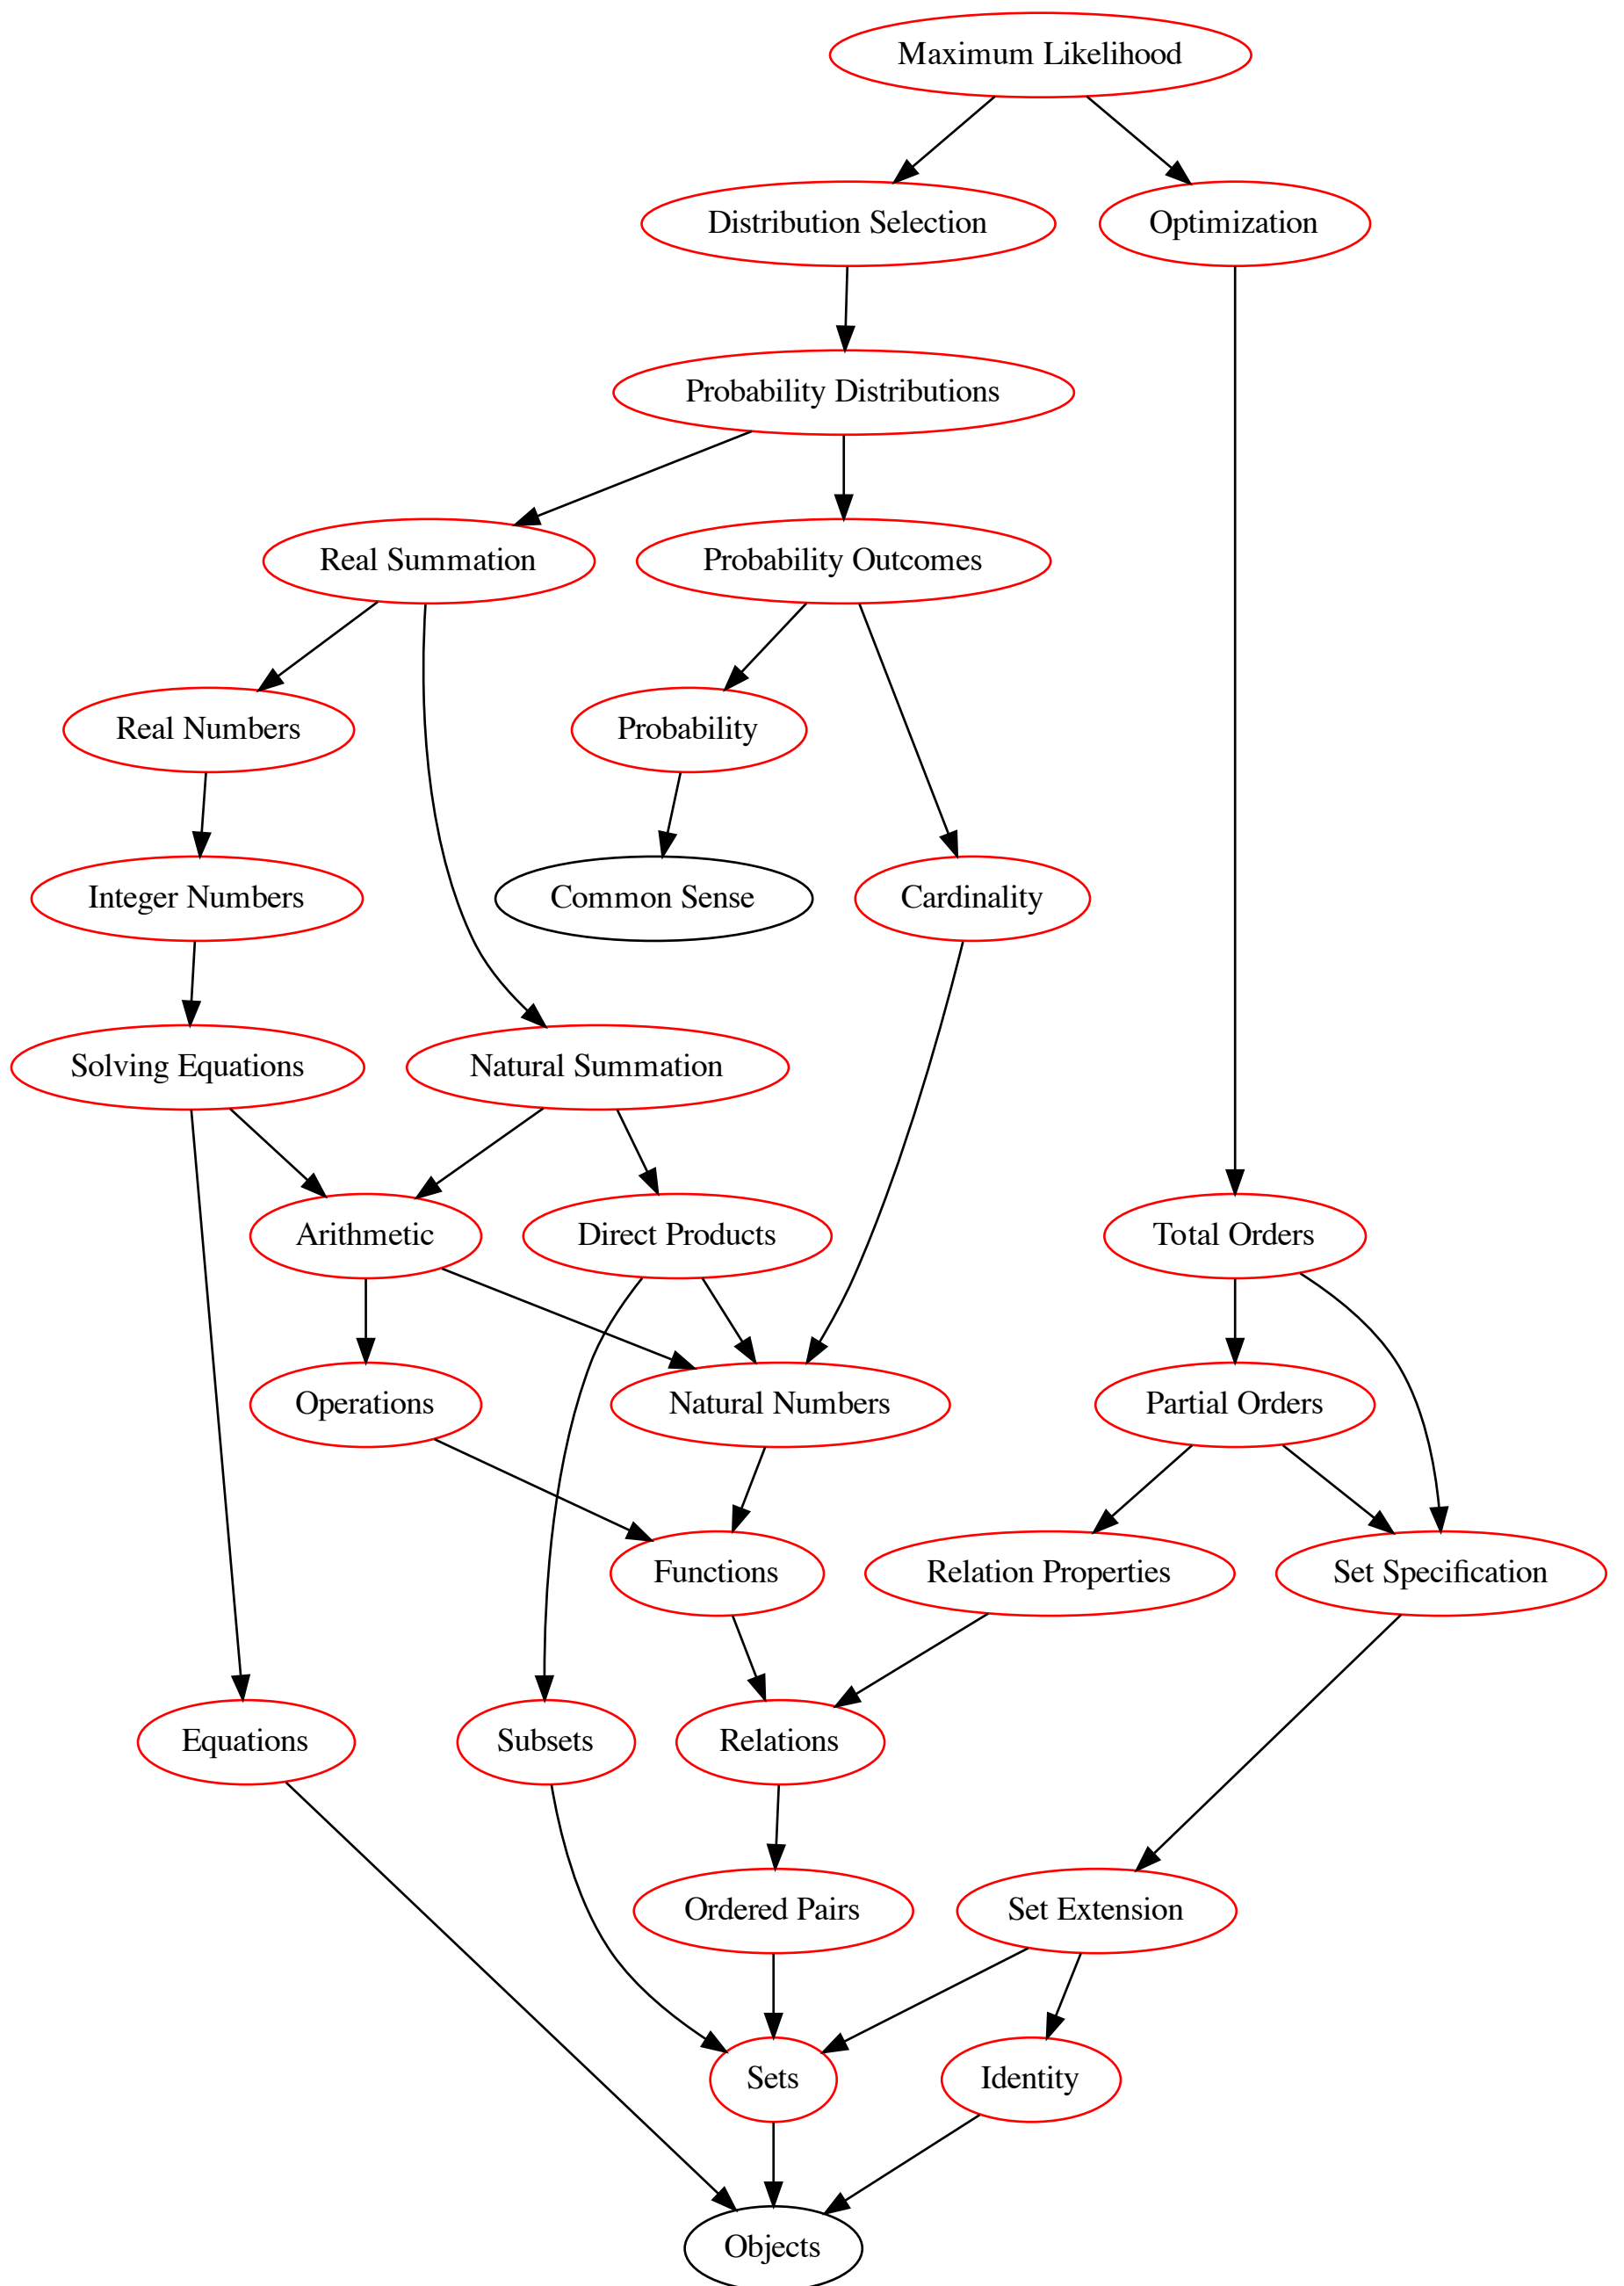 Maximum Likelihood
Distribution Selection
Optimization
Probability Distributions
Real Summation
Probability Outcomes
Real Numbers
Probability
Integer Numbers
Common Sense
Cardinality
Solving Equations
Natural Summation
Arithmetic
Direct Products
Total Orders
Operations
Natural Numbers
Partial Orders
Functions
Relation Properties
Set Specification
Equations
Subsets
Relations
Ordered Pairs
Set Extension
Sets
Identity
Objects